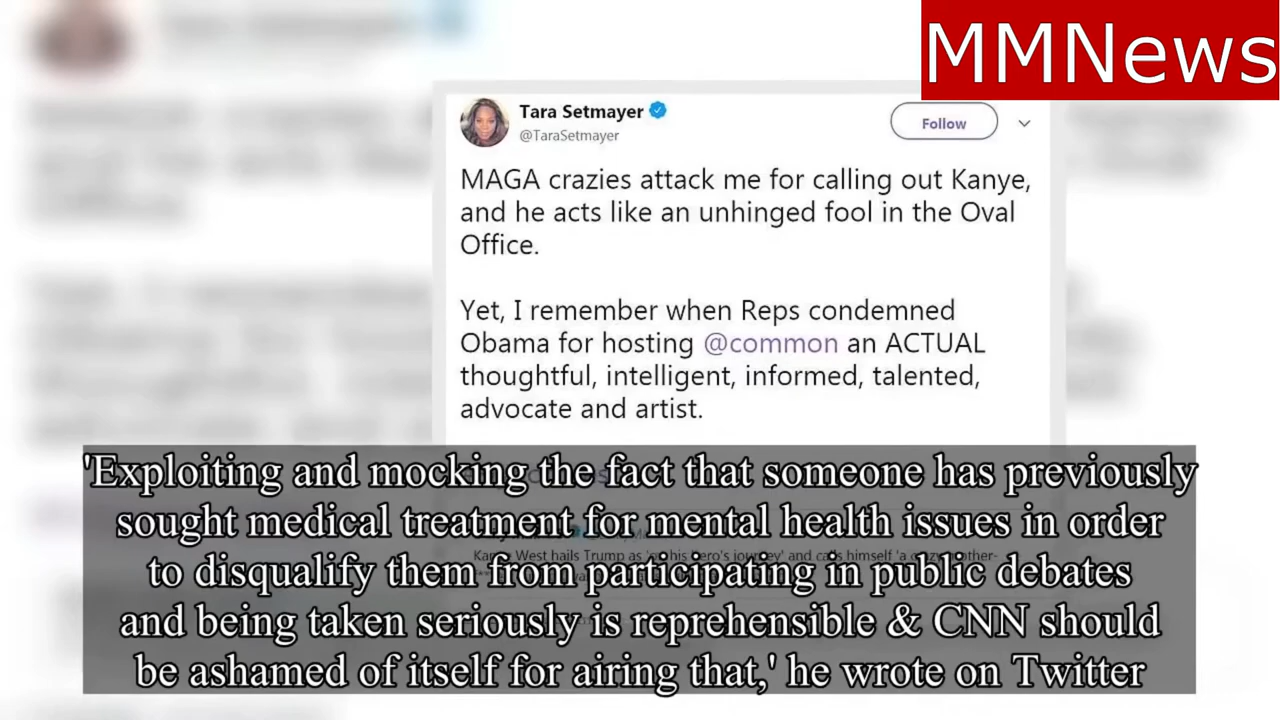 MMNews
Tara Setmayer
@TaraSetmayer
Follow
MAGA crazies attack me for calling out Kanye,
and he acts like an unhinged fool in the Oval
Office.
Yet, I remember when Reps condemned
Obama for hosting @common an ACTUAL
thoughtful, intelligent, informed, talented,
advocate and artist.
'Exploiting and mocking the fact that someone has previously
sought medical treatment for mental health issues in order
to disqualify them from participating in public debates
and being taken seriously is reprehensible & CNN should
be ashamed of itself for airing that,' he wrote on Twitter